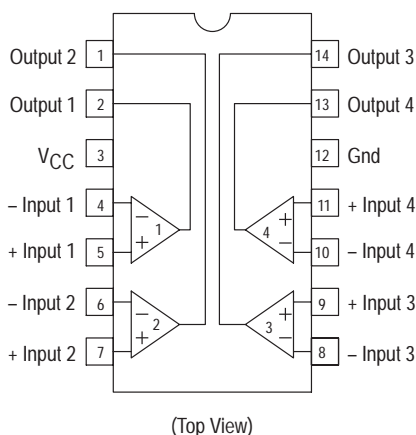 Output 2 1 14 Output 3
Output 1 2 13 Output 4
VCC 3 12 Gnd
– Input 1 4 – 11 + Input 4
1 + 4
+ Input 1 5 + – 10 – Input 4
– Input 2 6 – 9 + Input 3
2 + 3
+ Input 2 7 + – 8 – Input 3
(Top View)